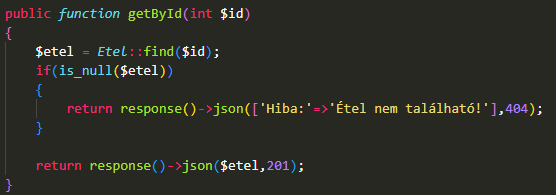 public function getById(int $id)
{
    $etel = Etel::find($id);
    if(is_null($etel))
    {
        return response()->json(['Hiba:'=>'Étel nem található!'],404);
    }

    return response()->json($etel,201);
}